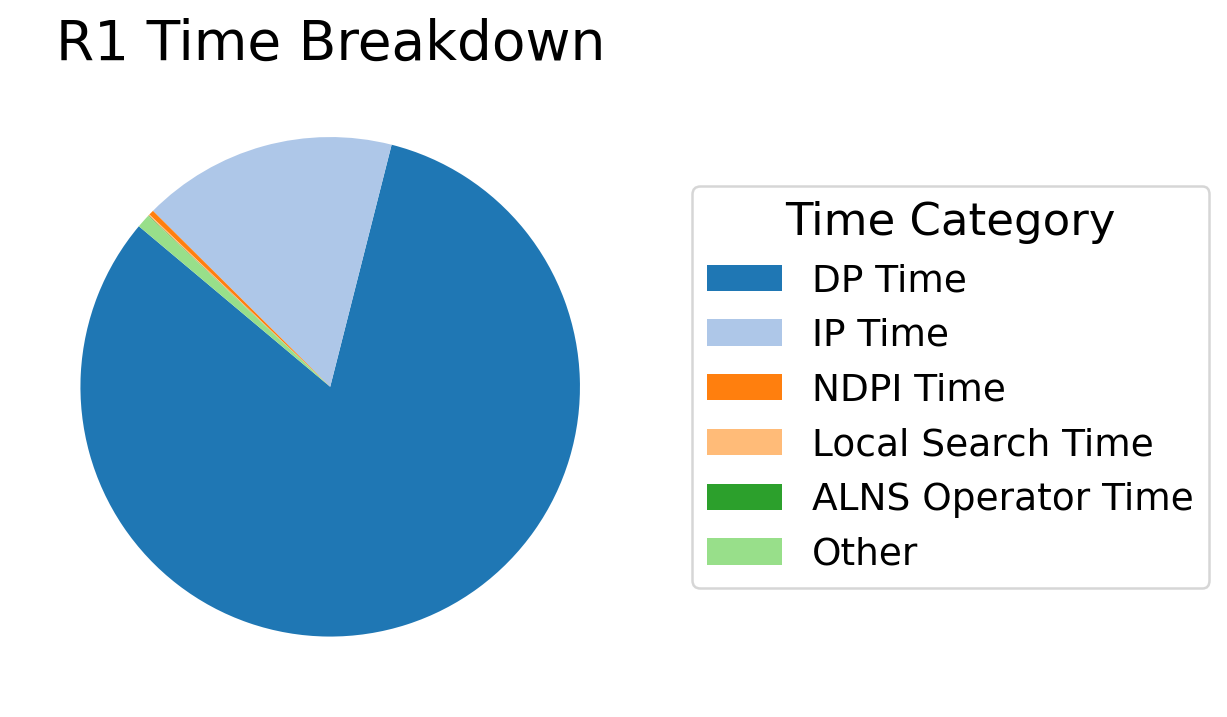 R1 Time Breakdown
Time Category
DP Time
IP Time
NDPI Time
Local Search Time
ALNS Operator Time
Other